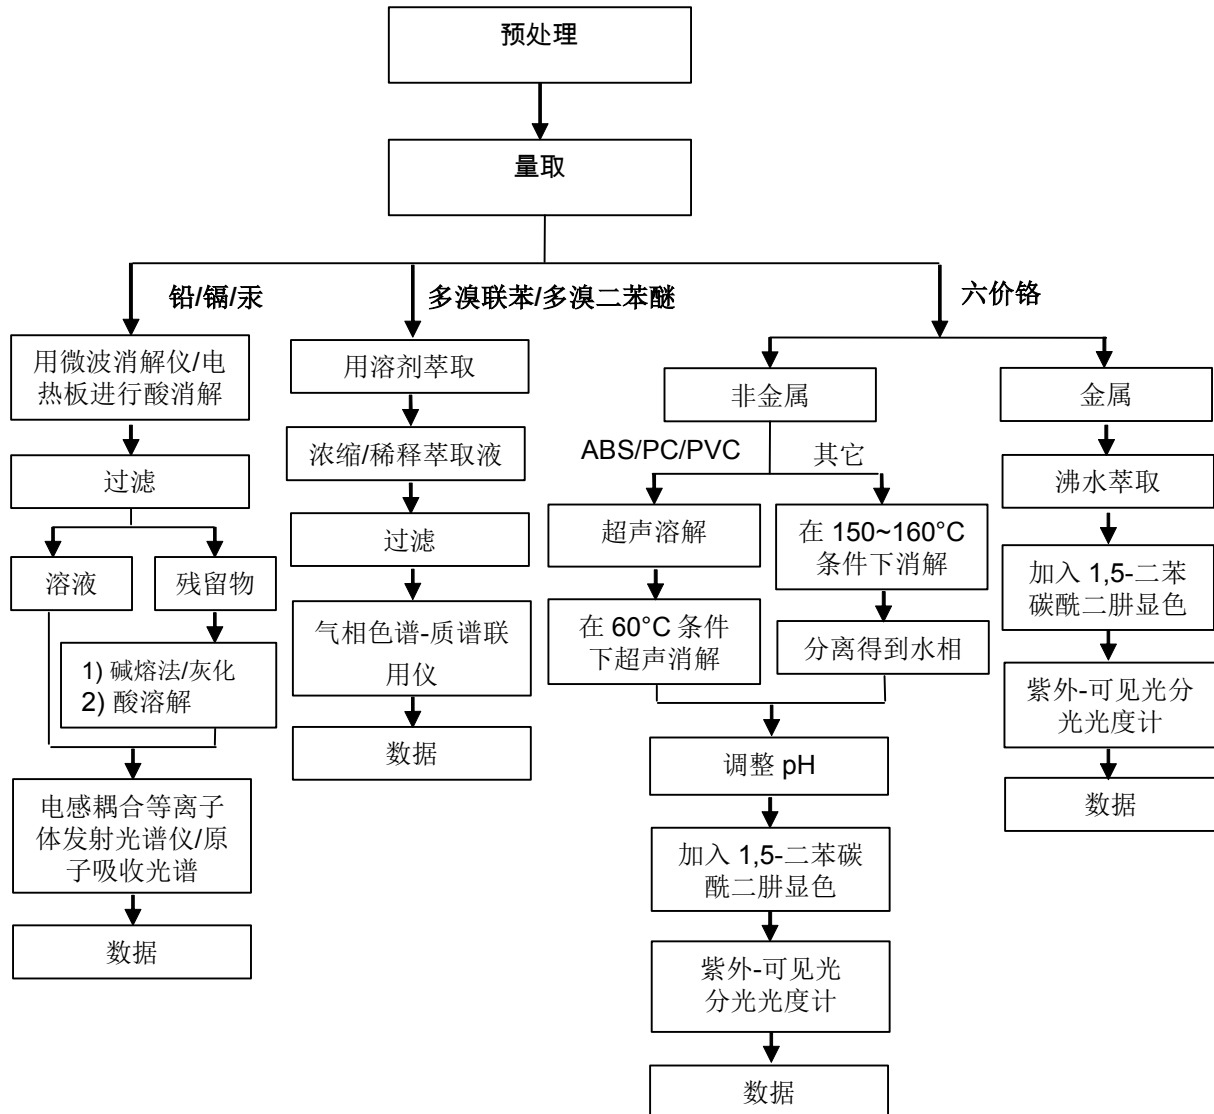 预处理
量取
铅/镉/汞
多溴联苯/多溴二苯醚
六价铬
用微波消解仪/电
热板进行酸消解
过滤
溶液
残留物
1) 碱熔法/灰化
2) 酸溶解
电感耦合等离子
体发射光谱仪/原
子吸收光谱
数据
用溶剂萃取
浓缩/稀释萃取液
过滤
气相色谱-质谱联
用仪
数据
非金属
ABS/PC/PVC
其它
超声溶解
在 60°C 条件
下超声消解
在 150~160°C
条件下消解
分离得到水相
调整 pH
加入 1,5-二苯碳
酰二肼显色
紫外-可见光
分光光度计
数据
金属
沸水萃取
加入 1,5-二苯
碳酰二肼显色
紫外-可见光分
光光度计
数据